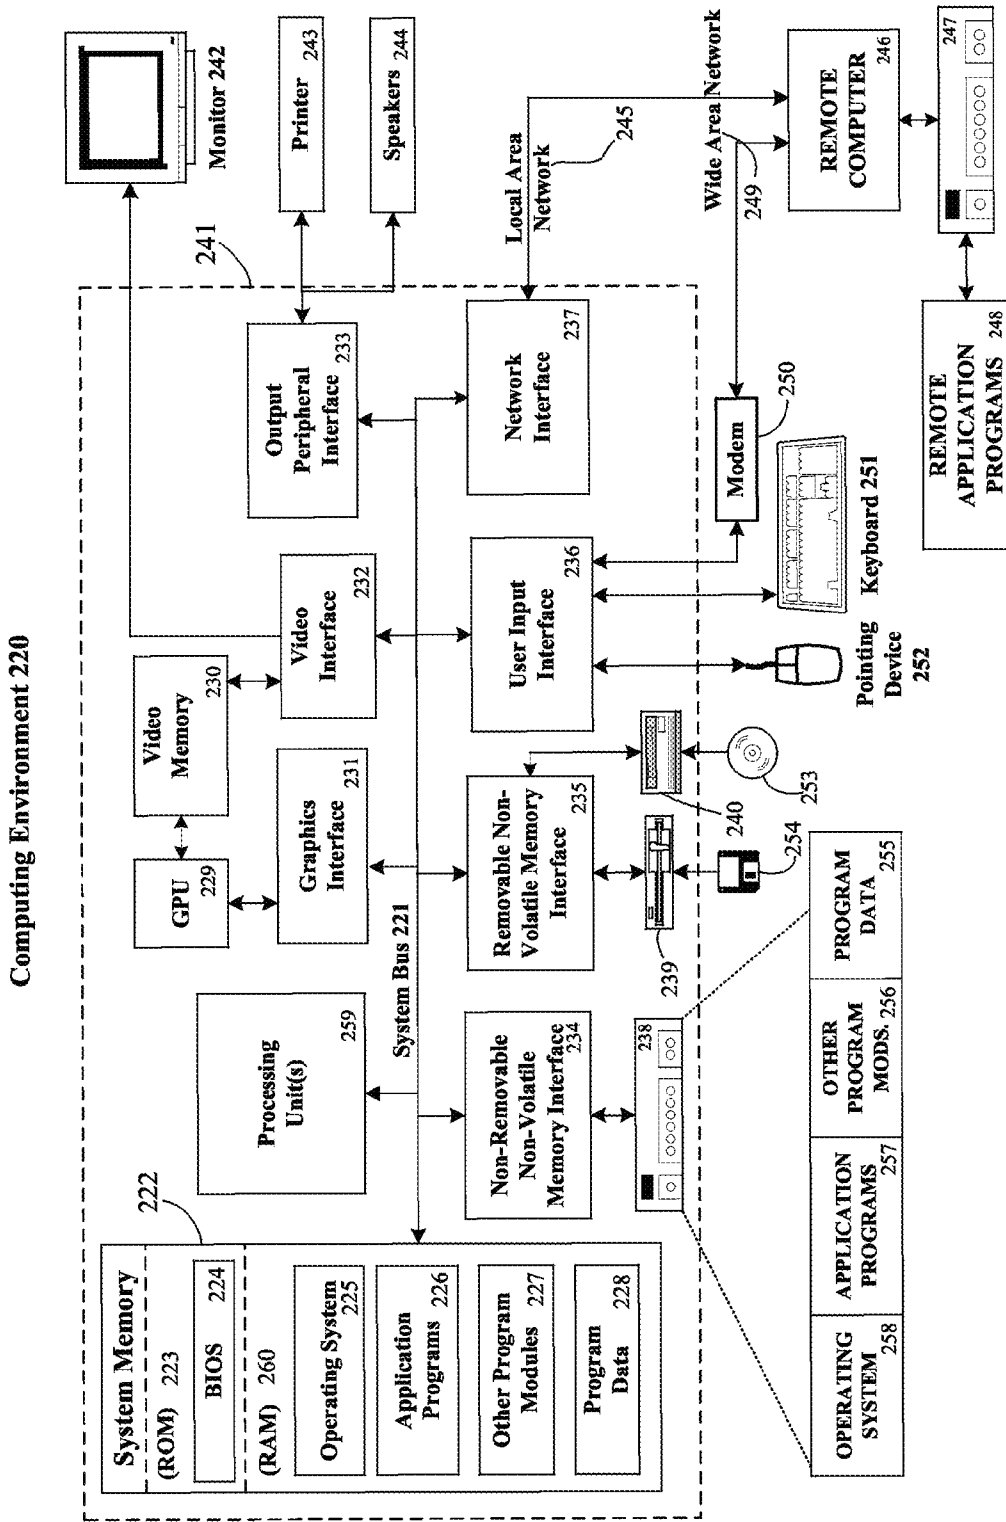 Computing Environment 220
System Memory
222
(ROM) 223
BIOS
224
(RAM) 260
Operating System
225
Application
Programs 226
Other Program
Modules 227
Program
Data 228
Processing
Unit(s)
259
System Bus 221
GPU
229
Video
Memory
230
Graphics
Interface
231
Video
Interface
232
Output
Peripheral
Interface 233
241
Monitor 242
Printer
243
Speakers
244
Non-Removable
Non-Volatile
Memory Interface
234
Removable Non-
Volatile Memory
Interface 235
User Input
Interface
236
Network
Interface
237
Local Area
Network
245
Wide Area Network
249
238
239
240
254
253
Pointing
Device
252
Keyboard 251
Modem
250
REMOTE
COMPUTER
246
247
REMOTE
APPLICATION
PROGRAMS 248
OPERATING
SYSTEM
258
APPLICATION
PROGRAMS
257
OTHER
PROGRAM
MODS. 256
PROGRAM
DATA
255